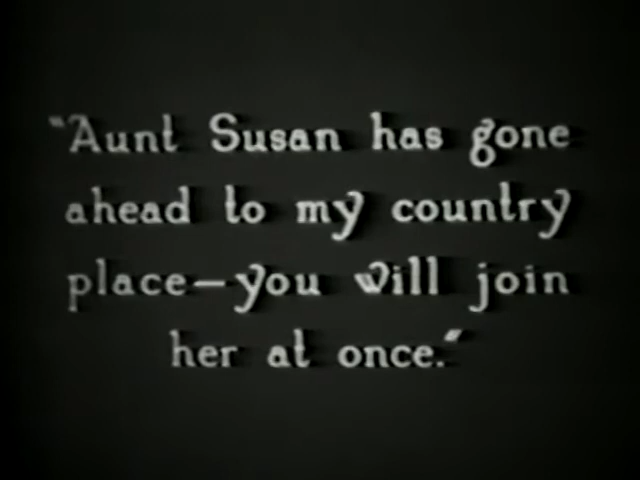 "Aunt Susan has gone
ahead to my country
place—you will join
her at once."